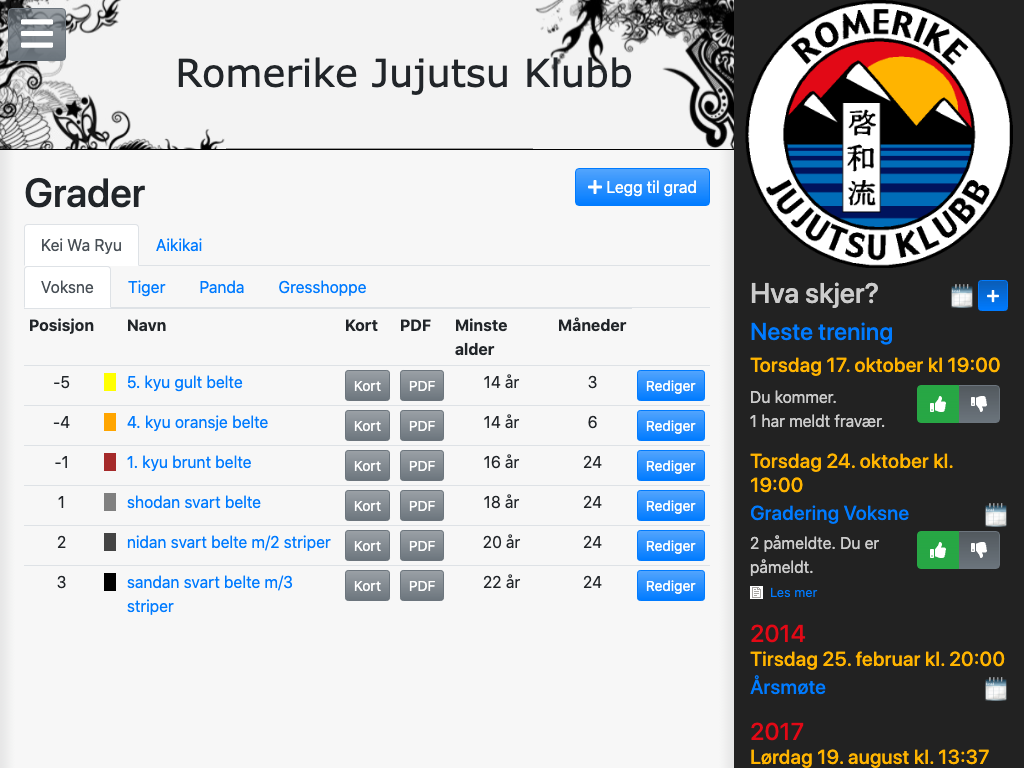 Romerike Jujutsu Klubb
Grader
Legg til grad
Kei Wa Ryu Aikikai
Voksne Tiger Panda Gresshoppe
Posisjon Navn Kort PDF Minste alder Måneder
-5 5. kyu gult belte Kort PDF 14 år 3 Rediger
-4 4. kyu oransje belte Kort PDF 14 år 6 Rediger
-1 1. kyu brunt belte Kort PDF 16 år 24 Rediger
1 shodan svart belte Kort PDF 18 år 24 Rediger
2 nidan svart belte m/2 striper Kort PDF 20 år 24 Rediger
3 sandan svart belte m/3 Kort PDF 22 år 24 Rediger
striper
ROMERIKE
啓和流
JUJUTSU KLUBB
Hva skjer?
Neste trening
Torsdag 17. oktober kl 19:00
Du kommer.
1 har meldt fravær.
Torsdag 24. oktober kl.
19:00
Gradering Voksne
2 påmeldte. Du er
påmeldt.
Les mer
2014
Tirsdag 25. februar kl. 20:00
Årsmøte
2017
Lørdag 19. august kl. 13:37